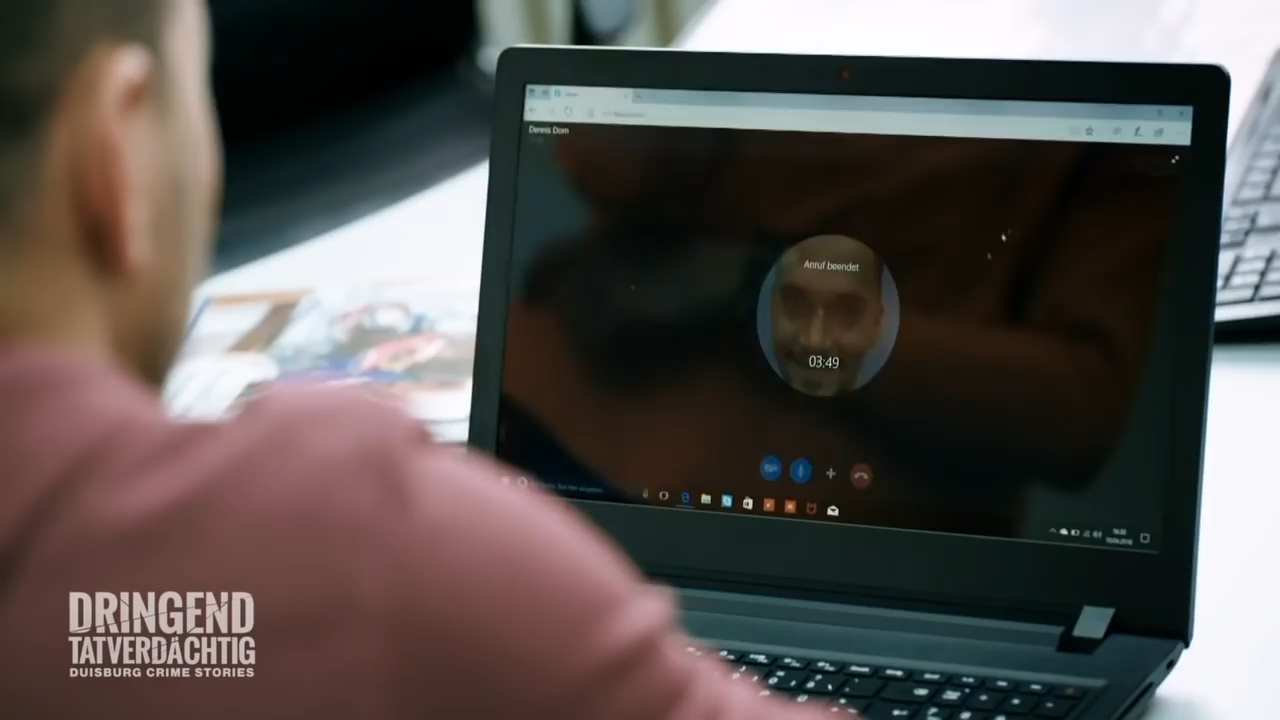 Dennis Dom
Anruf beendet
03:49
DRINGEND
TATVERDÄCHTIG
DUISBURG CRIME STORIES